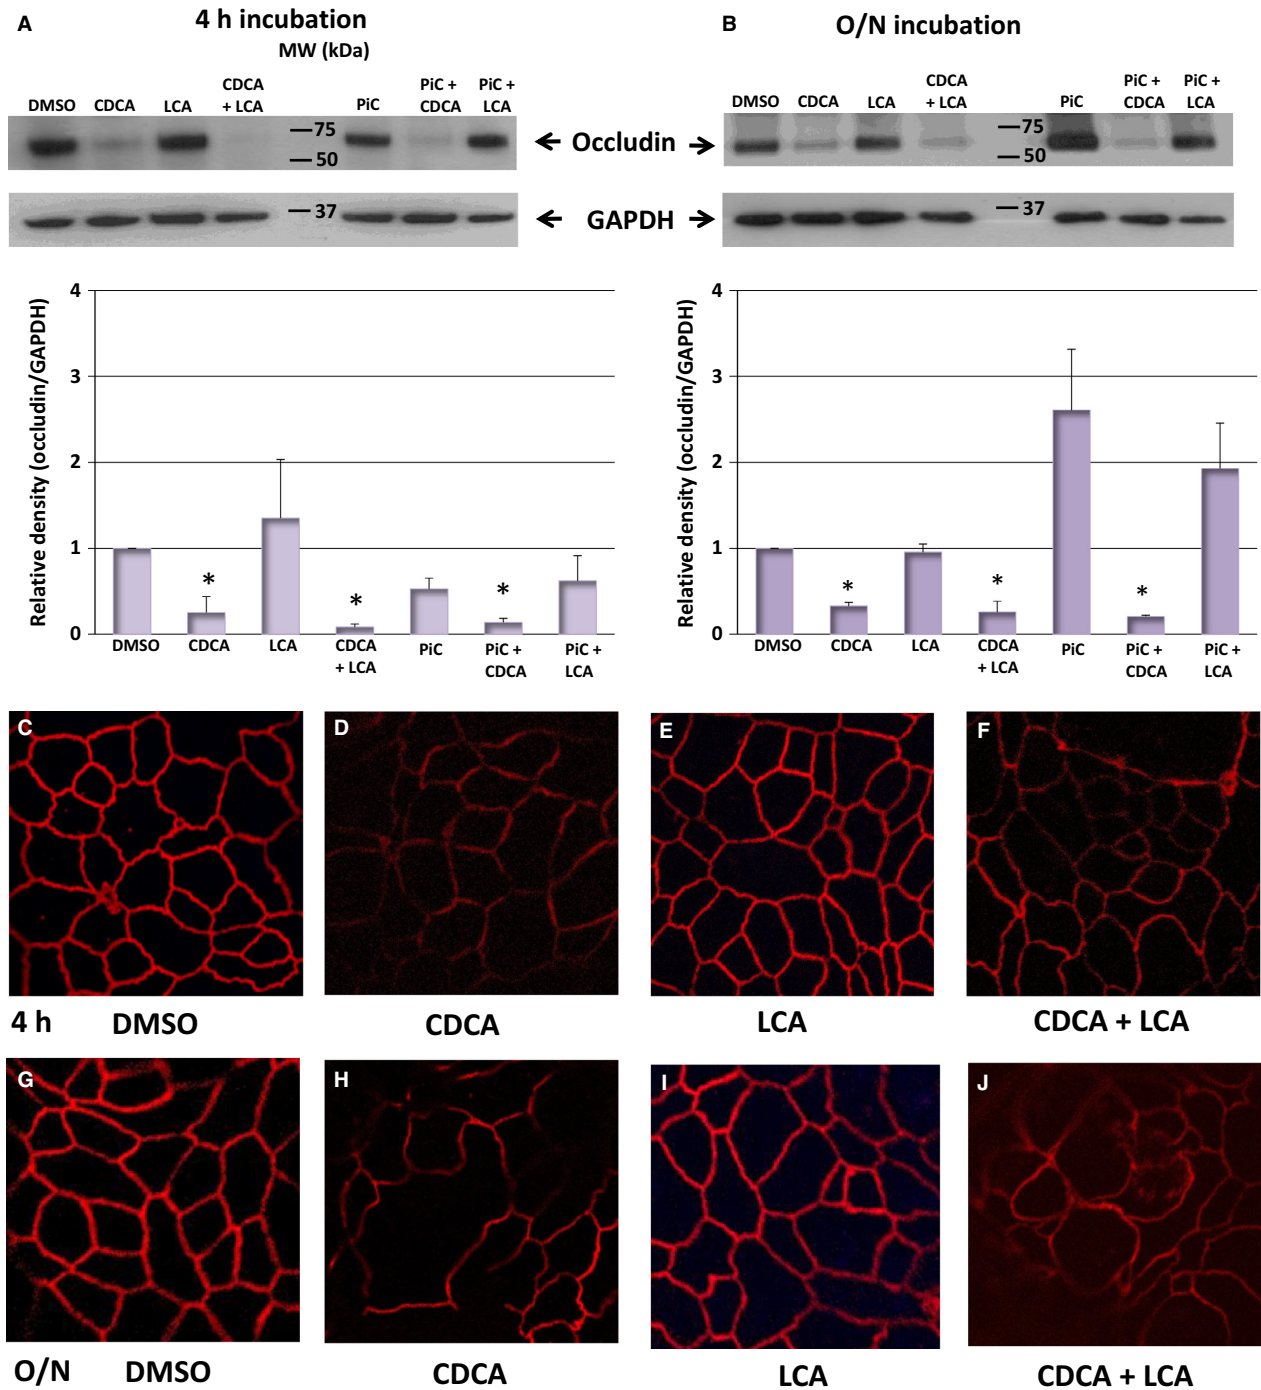 A
4 h incubation
MW (kDa)
DMSO CDCA LCA CDCA + LCA PiC PiC + CDCA PiC + LCA
75
50
37
Occludin
GAPDH
B
O/N incubation
DMSO CDCA LCA CDCA + LCA PiC PiC + CDCA PiC + LCA
75
50
37
Relative density (occludin/GAPDH)
4
3
2
1
0
* * *
DMSO CDCA LCA CDCA + LCA PiC PiC + CDCA PiC + LCA
Relative density (occludin/GAPDH)
4
3
2
1
0
* * *
DMSO CDCA LCA CDCA + LCA PiC PiC + CDCA PiC + LCA
C D E F
4 h DMSO CDCA LCA CDCA + LCA
G H I J
O/N DMSO CDCA LCA CDCA + LCA